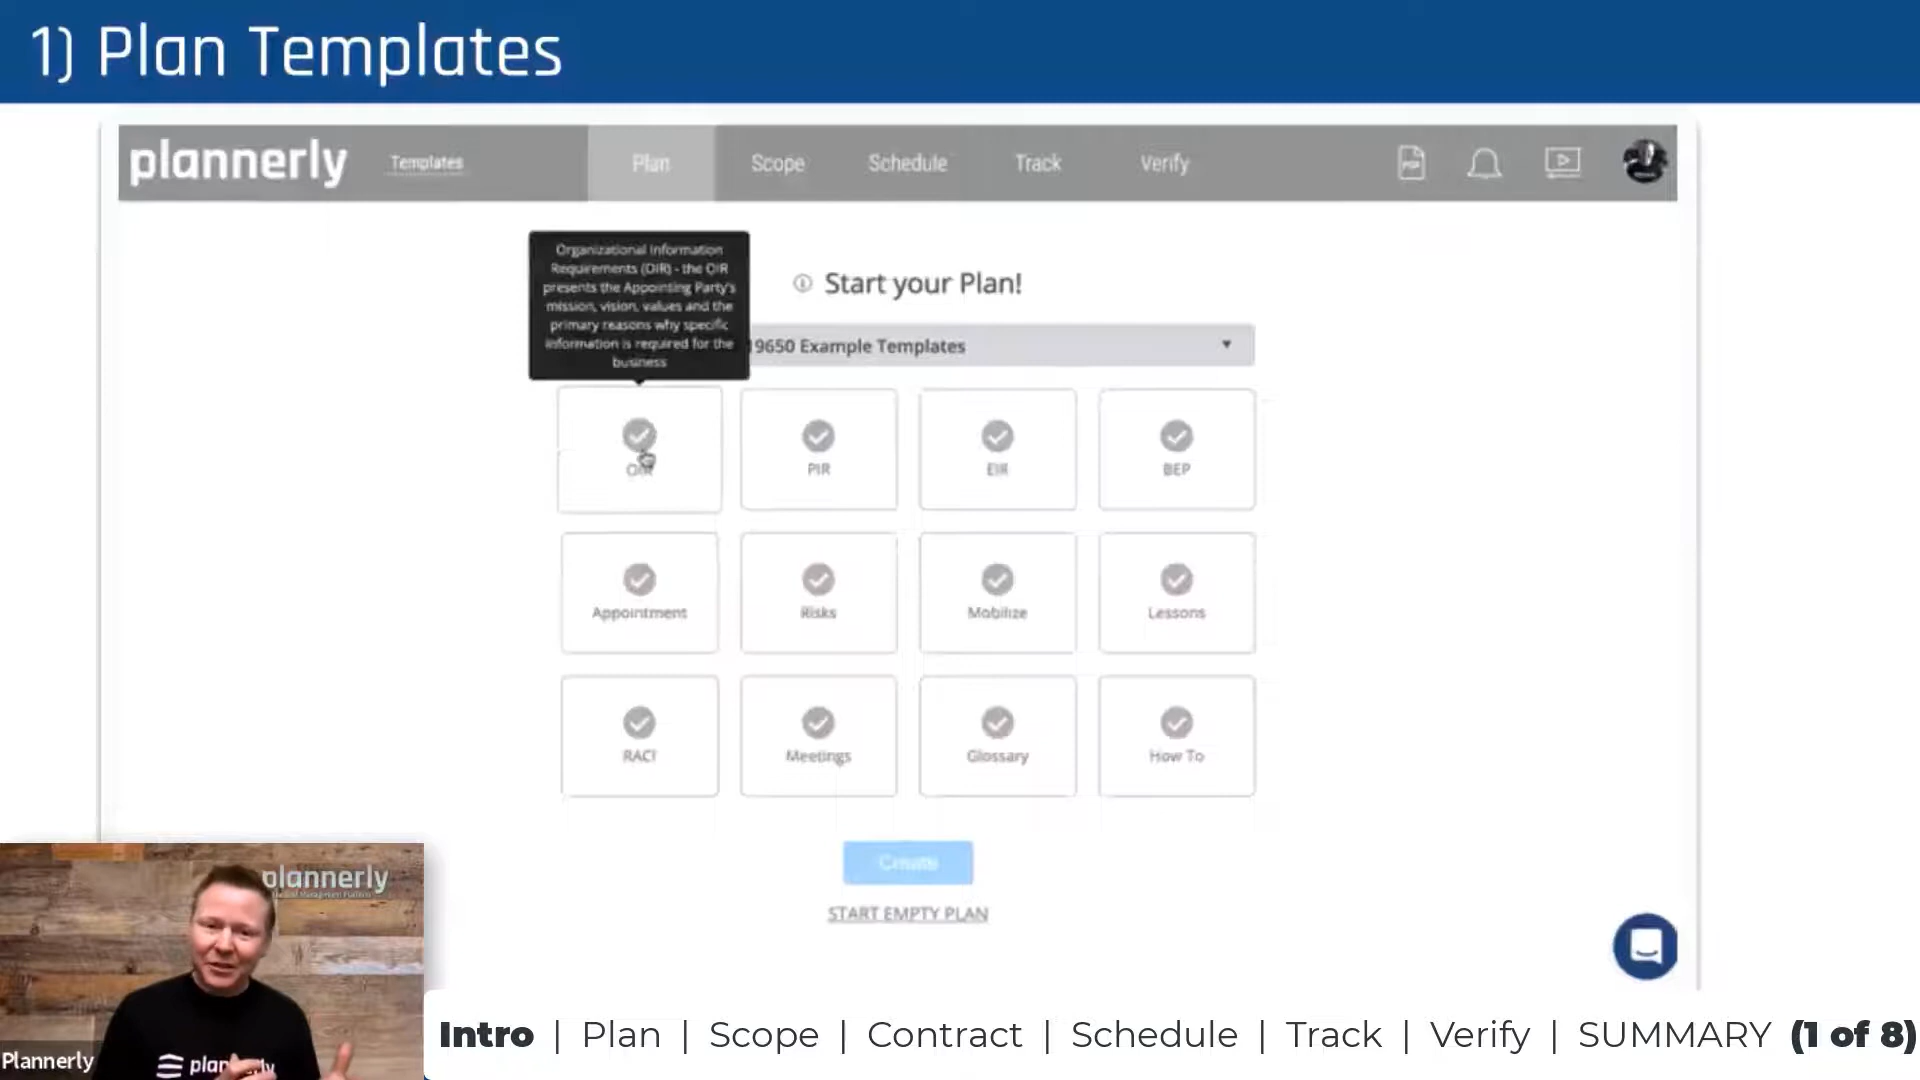 1) Plan Templates
plannerly
Templates
Plan
Scope
Schedule
Track
Verify
PDF
Organizational Information
Requirements (OIR) - the OIR
presents the Appointing Party's
mission, vision, values and the
primary reasons why specific
information is required for the
business
Start your Plan!
19650 Example Templates
OIR
PIR
EIR
BEP
Appointment
Risks
Mobilize
Lessons
RACI
Meetings
Glossary
How To
Create
START EMPTY PLAN
plannerly
Plannerly
Intro | Plan | Scope | Contract | Schedule | Track | Verify | SUMMARY (1 of 8)